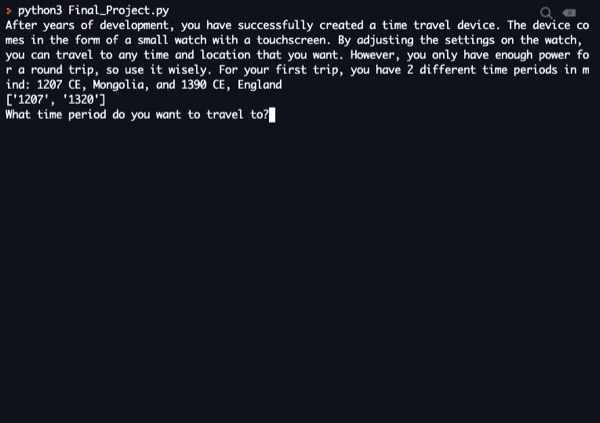 > python3 Final_Project.py
After years of development, you have successfully created a time travel device. The device co
mes in the form of a small watch with a touchscreen. By adjusting the settings on the watch,
you can travel to any time and location that you want. However, you only have enough power fo
r a round trip, so use it wisely. For your first trip, you have 2 different time periods in m
ind: 1207 CE, Mongolia, and 1390 CE, England
['1207', '1320']
What time period do you want to travel to?